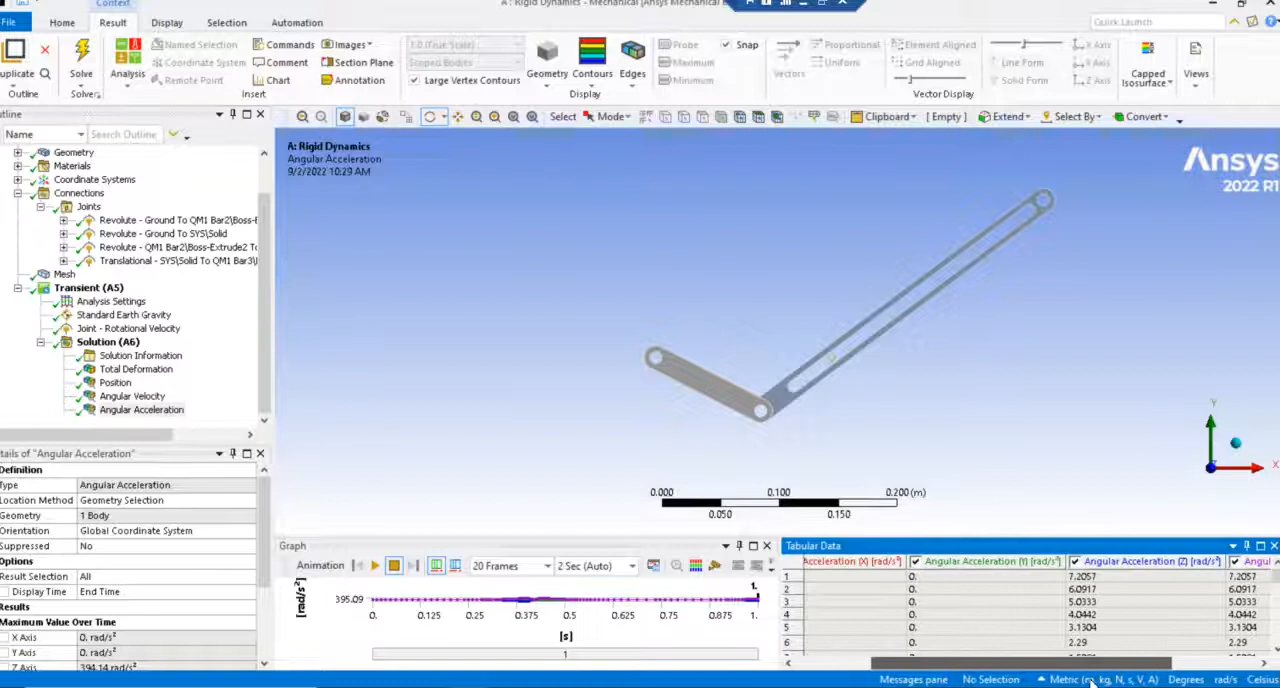 Context
A : Rigid Dynamics - Mechanical [Ansys Mechanical E
File Home Result Display Selection Automation
Quick Launch
uplicate
Outline
Solve
Solver
Analysis
Named Selection
Coordinate System
Remote Point
Commands
Comment
Chart
Images
Section Plane
Annotation
Insert
1.0 (True Scale)
Scoped Bodies
Large Vertex Contours
Geometry Contours Edges
Display
Probe
Maximum
Minimum
Snap
Vectors
Proportional
Uniform
Element Aligned
Grid Aligned
Line Form
Solid Form
X Axis
Y Axis
Z Axis
Vector Display
Capped
Isosurface
Views
utline
Name Search Outline
Select Mode Clipboard [ Empty ] Extend Select By Convert
Geometry
Materials
Coordinate Systems
Connections
Joints
Revolute - Ground To QM1 Bar2\Boss-E
Revolute - Ground To SYS\Solid
Revolute - QM1 Bar2\Boss-Extrude2 To
Translational - SYS\Solid To QM1 Bar3\
Mesh
Transient (A5)
Analysis Settings
Standard Earth Gravity
Joint - Rotational Velocity
Solution (A6)
Solution Information
Total Deformation
Position
Angular Velocity
Angular Acceleration
A: Rigid Dynamics
Angular Acceleration
9/2/2022 10:29 AM
Ansys
2022 R1
Y
X
0.000 0.100 0.200 (m)
0.050 0.150
etails of "Angular Acceleration"
Definition
Type Angular Acceleration
Location Method Geometry Selection
Geometry 1 Body
Orientation Global Coordinate System
Suppressed No
Options
Result Selection All
Display Time End Time
Results
Maximum Value Over Time
X Axis 0. rad/s²
Y Axis 0. rad/s²
Z Axis 394.14 rad/s²
Graph
Animation 20 Frames 2 Sec (Auto)
[rad/s²]
395.09
1.
0. 0.125 0.25 0.375 0.5 0.625 0.75 0.875 1.
[s]
1
Tabular Data
Acceleration (X) [rad/s²] Angular Acceleration (Y) [rad/s²] Angular Acceleration (Z) [rad/s²] Angul
1 0. 7.2057 7.2057
2 0. 6.0917 6.0917
3 0. 5.0333 5.0333
4 0. 4.0442 4.0442
5 0. 3.1304 3.1304
6 0. 2.29 2.29
Messages pane No Selection Metric (m, kg, N, s, V, A) Degrees rad/s Celsius